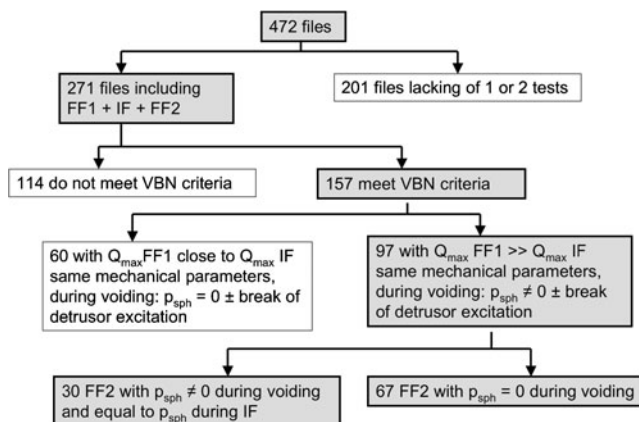 472 files
271 files including
FF1 + IF + FF2
201 files lacking of 1 or 2 tests
114 do not meet VBN criteria
157 meet VBN criteria
60 with QmaxFF1 close to Qmax IF
same mechanical parameters,
during voiding: psph = 0 ± break of
detrusor excitation
97 with Qmax FF1 >> Qmax IF
same mechanical parameters,
during voiding: psph ≠ 0 ± break
of detrusor excitation
30 FF2 with psph ≠ 0 during voiding
and equal to psph during IF
67 FF2 with psph = 0 during voiding